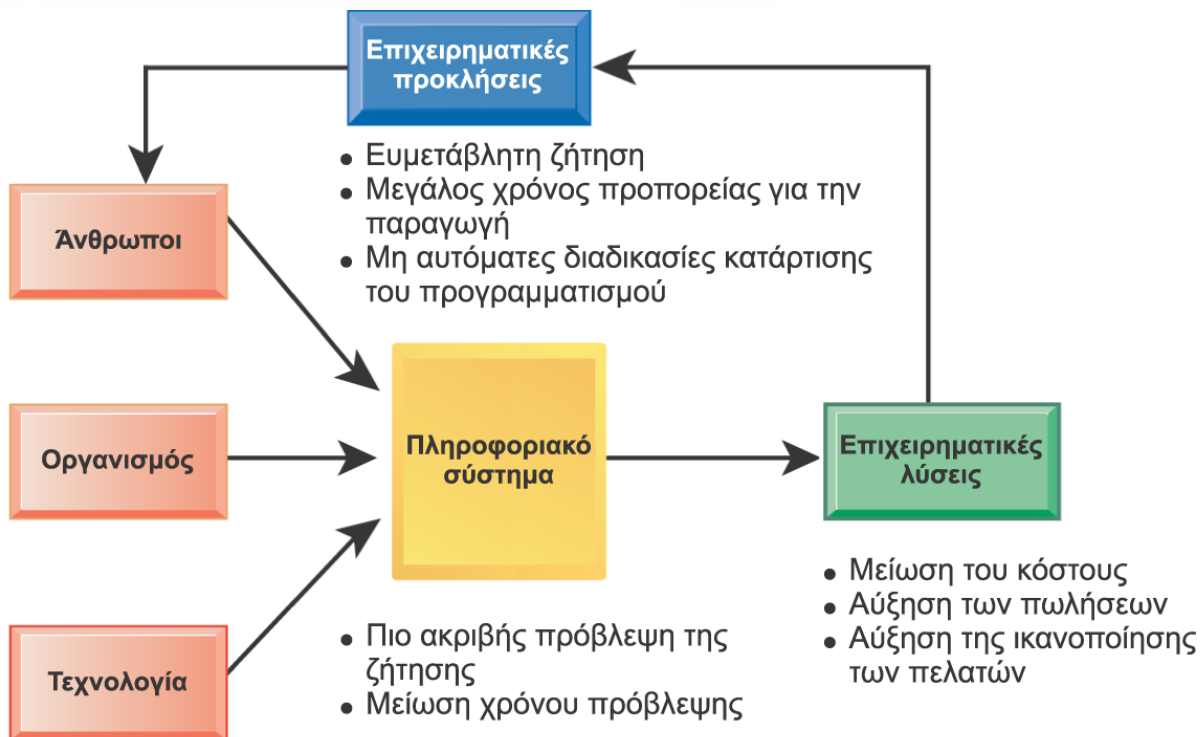 Επιχειρηματικές
προκλήσεις
• Ευμετάβλητη ζήτηση
• Μεγάλος χρόνος προπορείας για την
παραγωγή
• Μη αυτόματες διαδικασίες κατάρτισης
του προγραμματισμού
Άνθρωποι
Οργανισμός
Τεχνολογία
Πληροφοριακό
σύστημα
• Πιο ακριβής πρόβλεψη της
ζήτησης
• Μείωση χρόνου πρόβλεψης
Επιχειρηματικές
λύσεις
• Μείωση του κόστους
• Αύξηση των πωλήσεων
• Αύξηση της ικανοποίησης
των πελατών